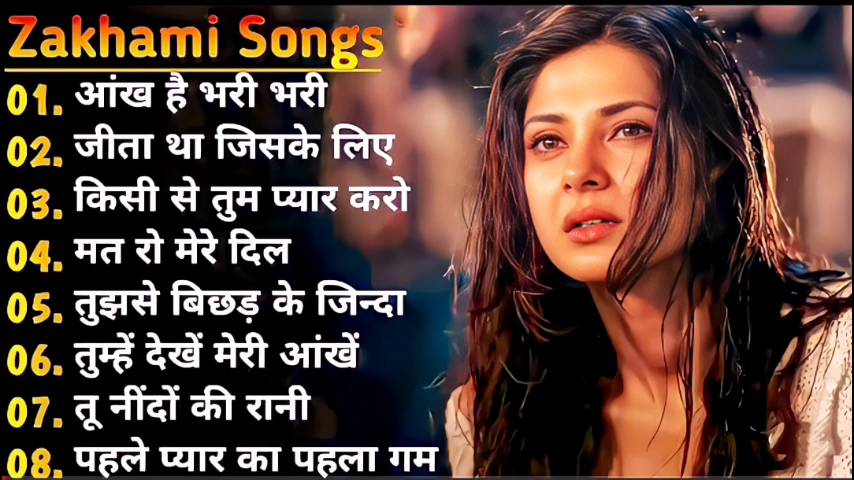 Zakhami Songs
01. आंख है भरी भरी
02. जीता था जिसके लिए
03. किसी से तुम प्यार करो
04. मत रो मेरे दिल
05. तुझसे बिछड़ के जिन्दा
06. तुम्हें देखें मेरी आंखें
07. तू नींदों की रानी
08. पहले प्यार का पहला गम